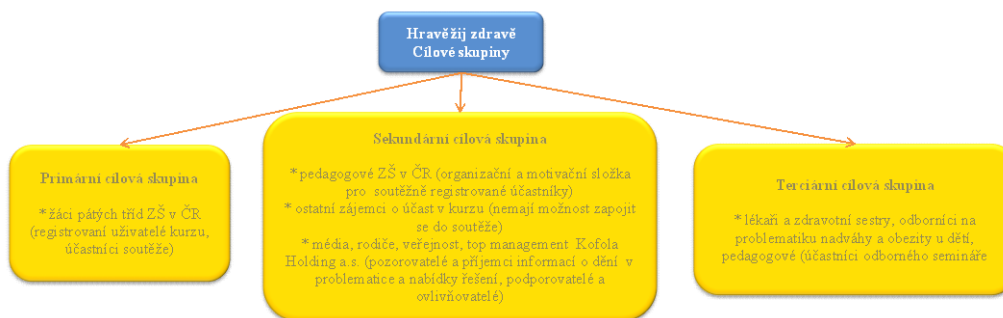 Hravěžij zdravě
Cílové skupiny
Primární cílová skupina
* žáci pátých tříd ZŠ v ČR
(registrovaní uživatelé kurzu,
účastníci soutěže)
Sekundární cílová skupina
* pedagogové ZŠ v ČR (organizační a motivační složka
pro soutěžně registrované účastníky)
* ostatní zájemci o účast v kurzu (nemají možnost zapojit
se do soutěže)
* média, rodiče, veřejnost, top management Kofola
Holding a.s. (pozorovatelé a příjemci informací o dění v
problematice a nabídky řešení, podporovatelé a
ovlivňovatelé)
Terciární cílová skupina
* lékaři a zdravotní sestry, odborníci na
problematiku nadváhy a obezity u dětí,
pedagogové (účastníci odborného semináře